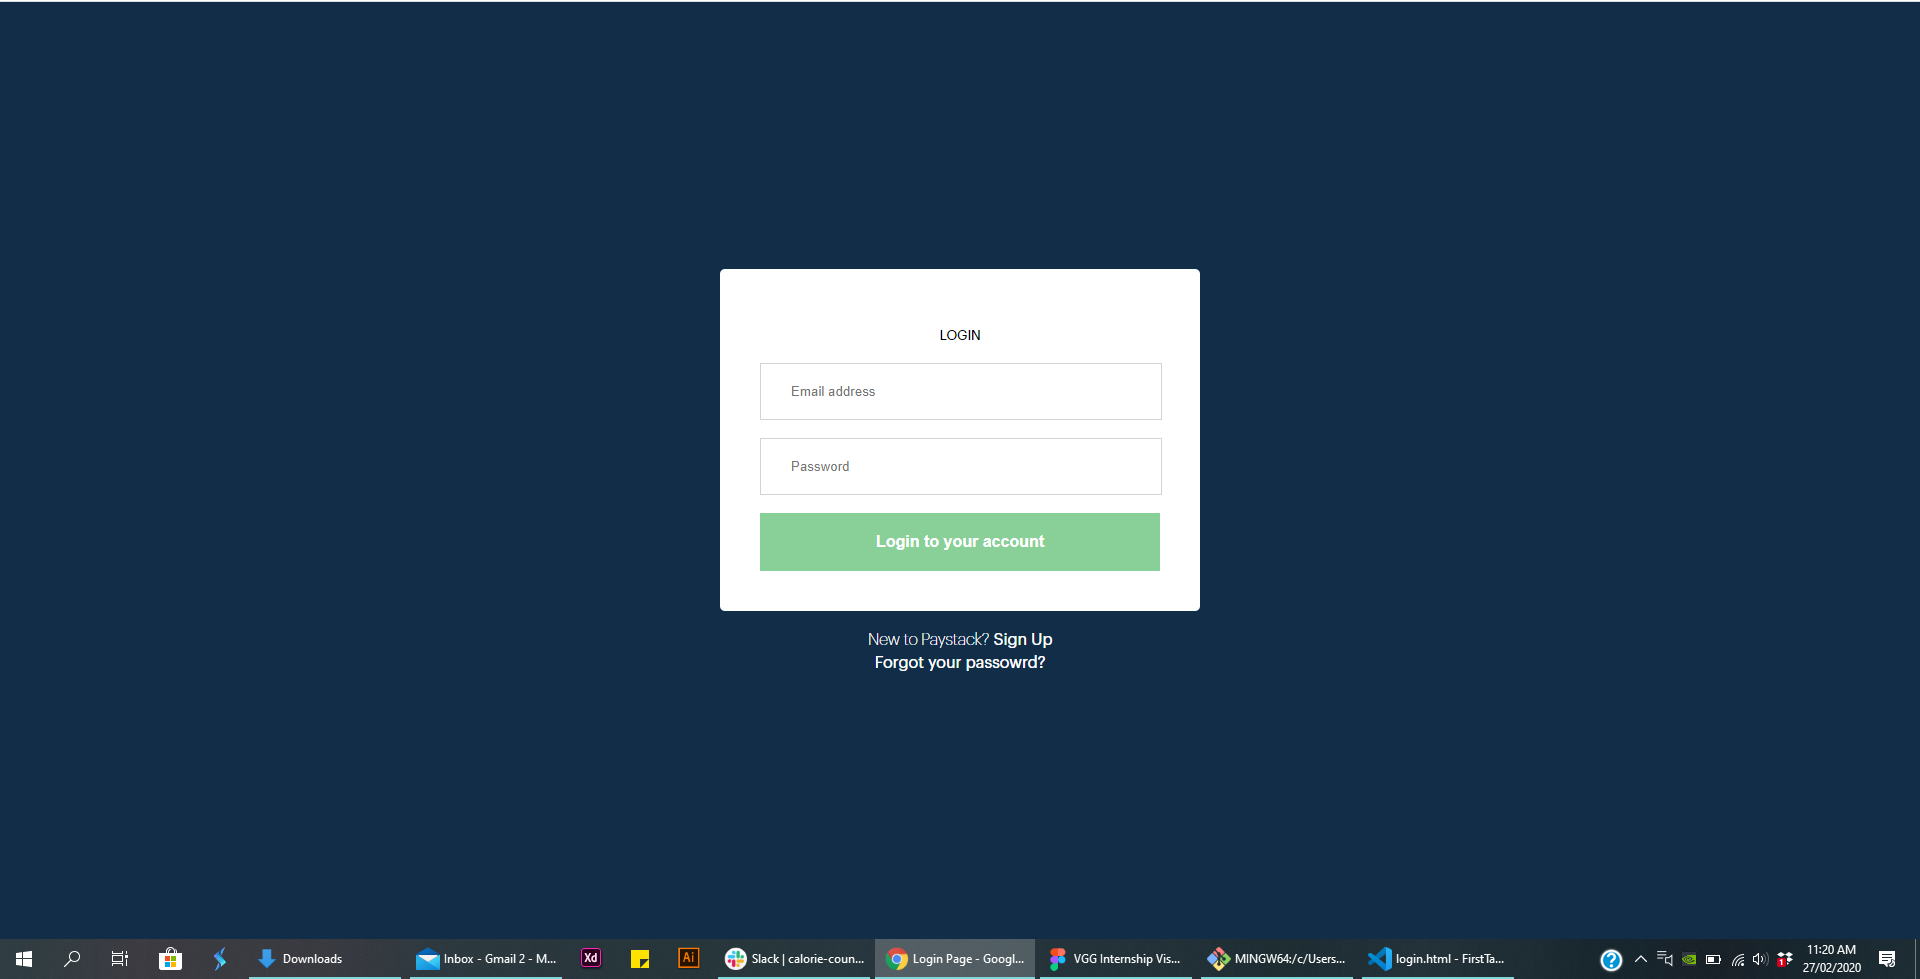 LOGIN
Email address
Password
Login to your account
New to Paystack? Sign Up
Forgot your passowrd?
Downloads
Inbox - Gmail 2 - M...
Xd
Ai
Slack | calorie-coun...
Login Page - Googl...
VGG Internship Vis...
MINGW64:/c/Users...
login.html - FirstTa...
?
1
11:20 AM
27/02/2020